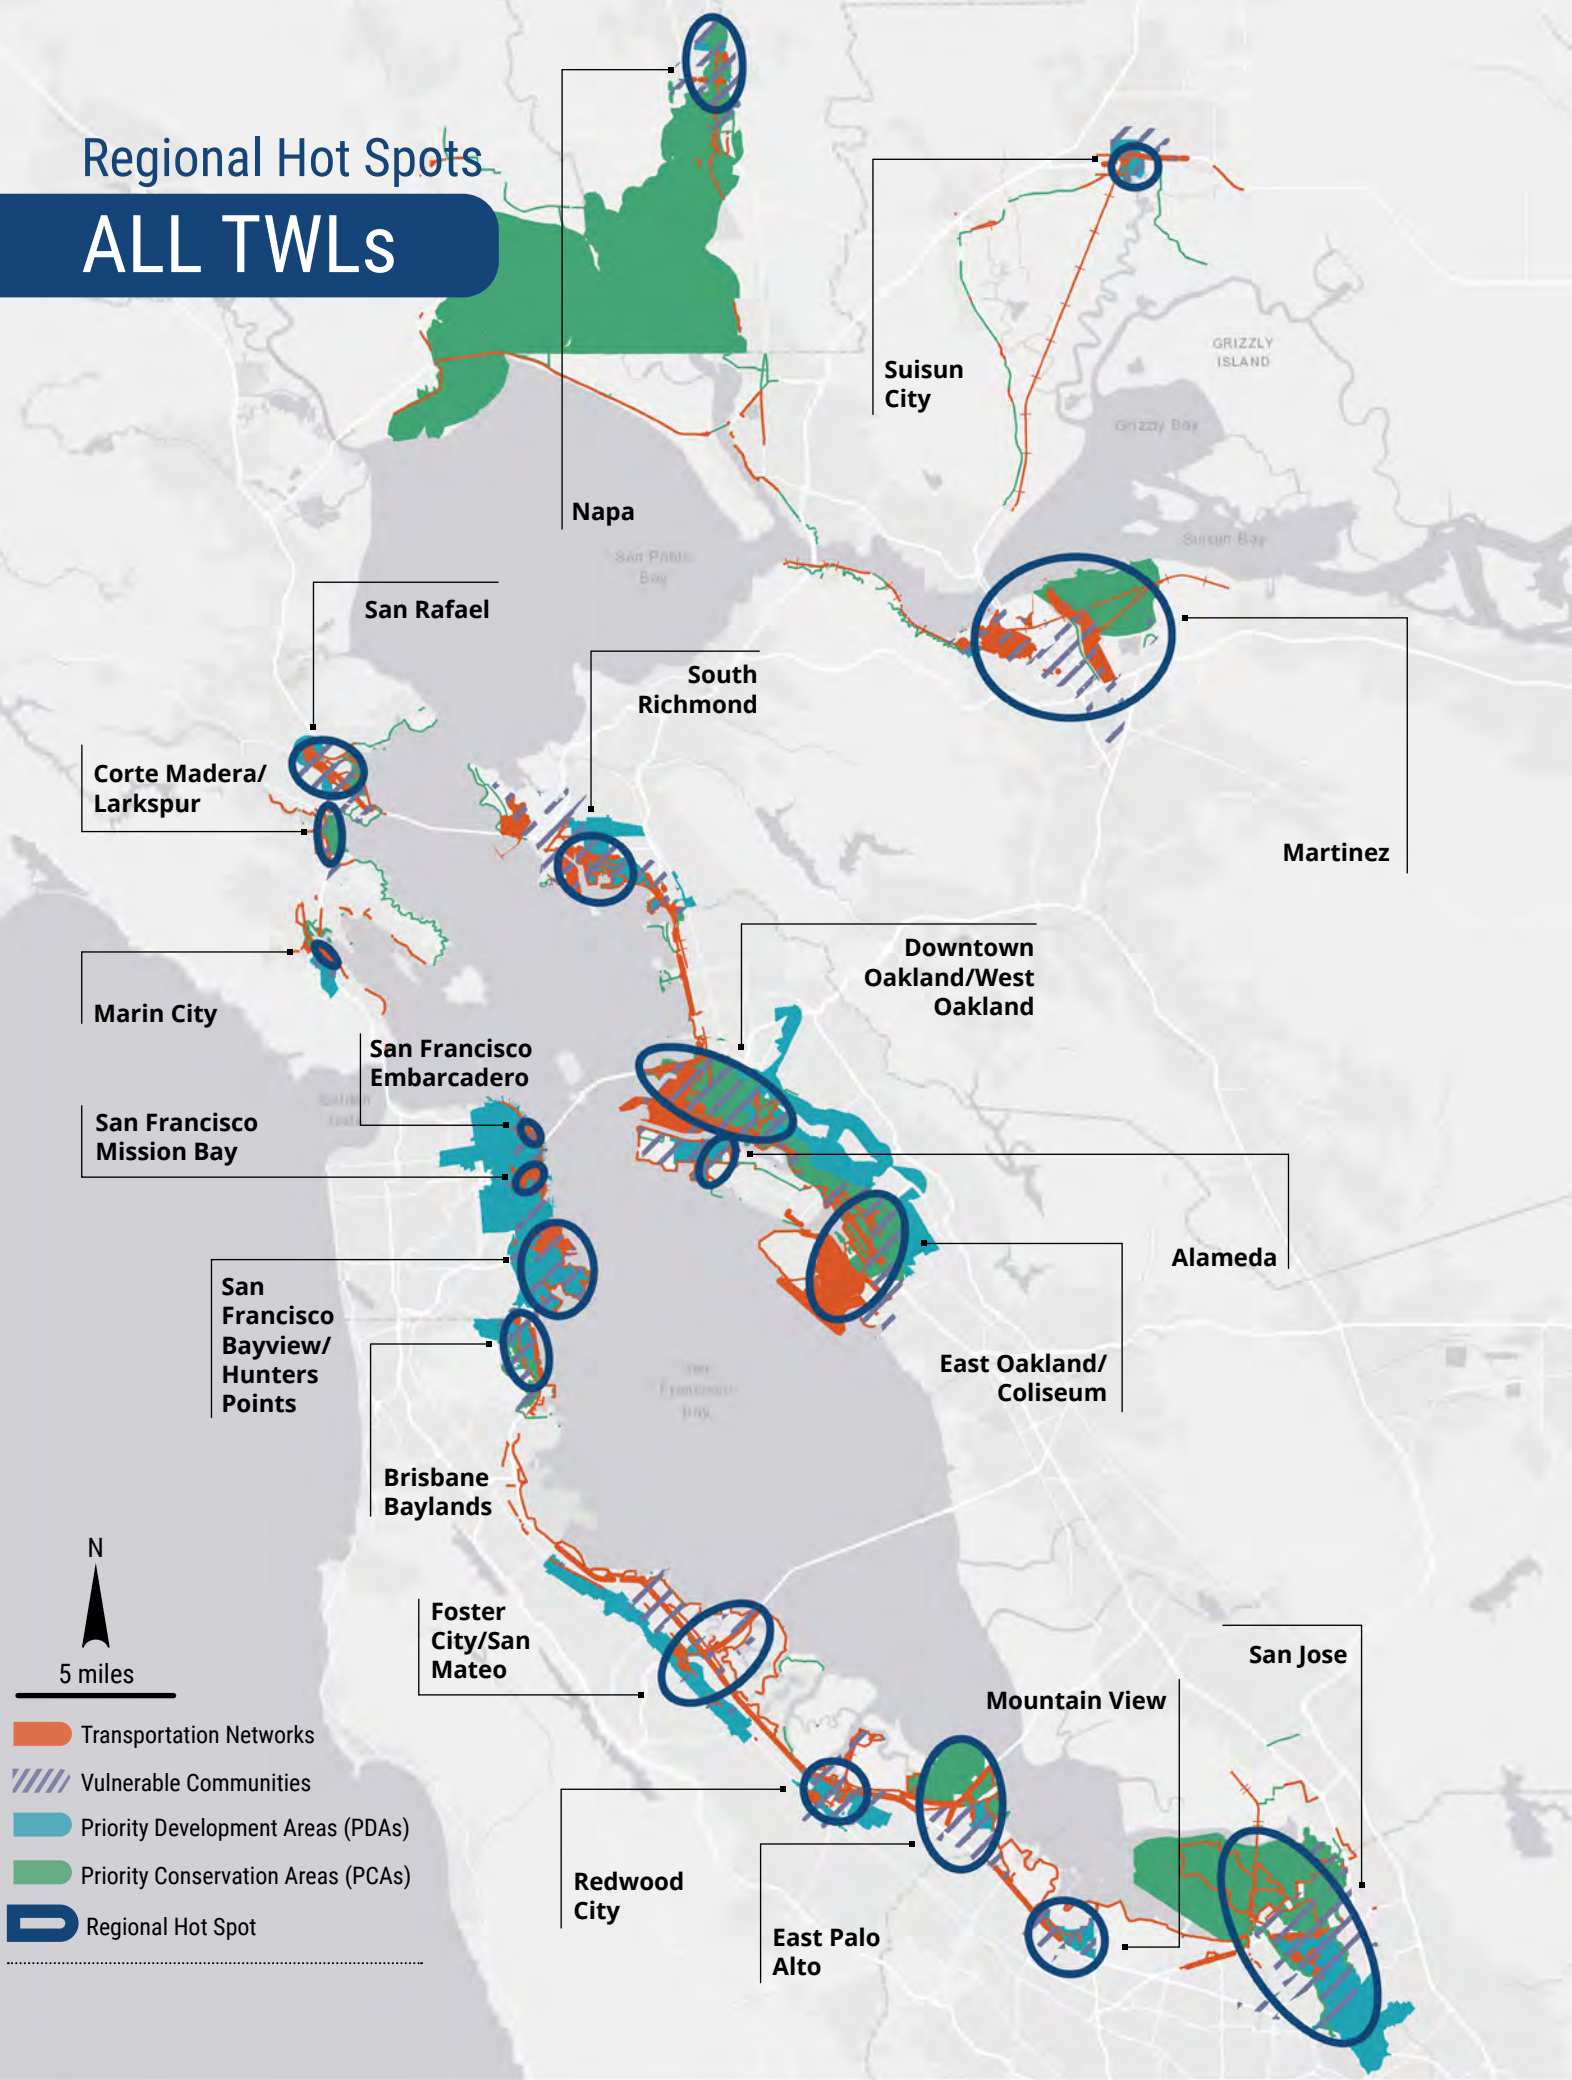 Regional Hot Spots
ALL TWLs
GRIZZLY
ISLAND
Suisun
City
Grizzly Bay
Napa
Suisun Bay
San Pablo
Bay
San Rafael
South
Richmond
Corte Madera/
Larkspur
Martinez
Downtown
Oakland/West
Oakland
Marin City
San Francisco
Embarcadero
San Francisco
Mission Bay
Alameda
San
Francisco
Bayview/
Hunters
Points
East Oakland/
Coliseum
San
Francisco
Bay
Brisbane
Baylands
N
5 miles
Foster
City/San
Mateo
San Jose
Mountain View
Transportation Networks
Vulnerable Communities
Priority Development Areas (PDAs)
Priority Conservation Areas (PCAs)
Regional Hot Spot
Redwood
City
East Palo
Alto